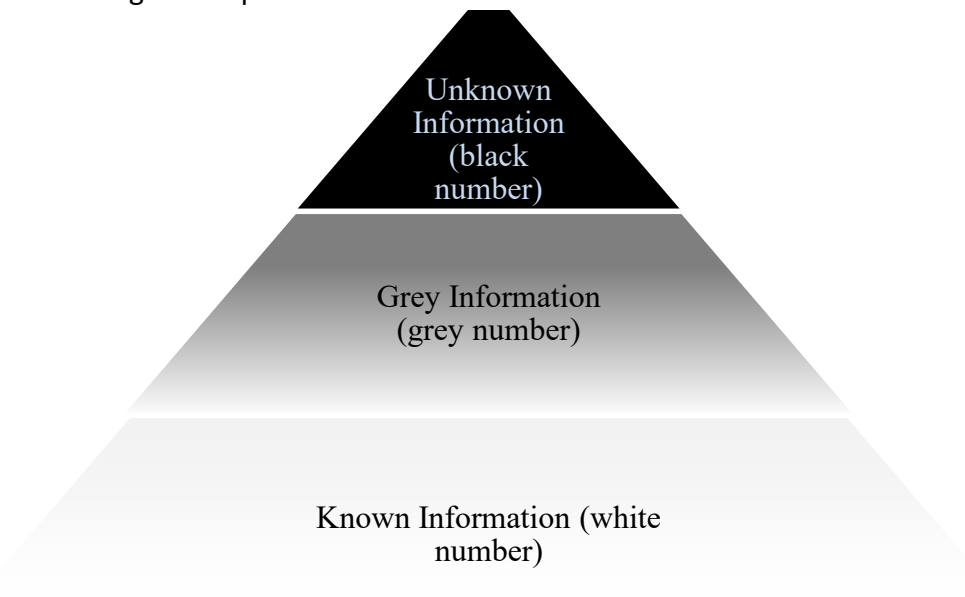 Unknown
Information
(black
number)
Grey Information
(grey number)
Known Information (white
number)